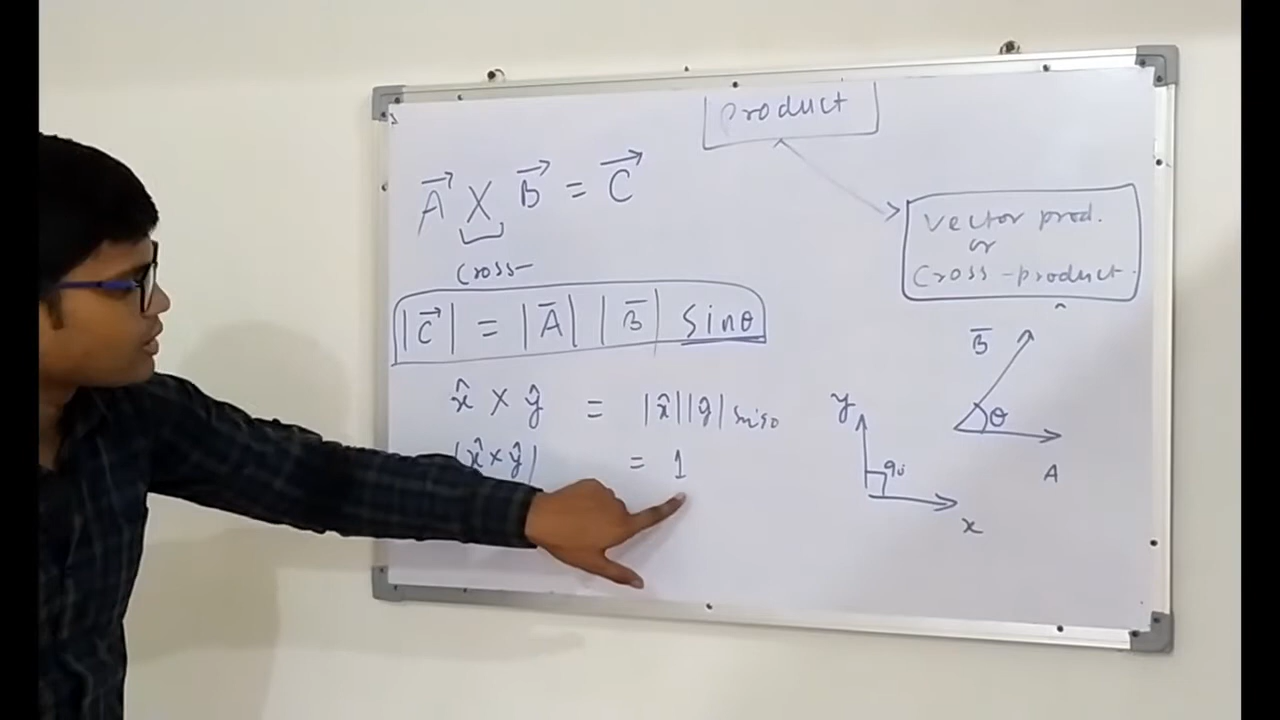 Product
A⃗ X B⃗ = C⃗
Cross-
Vector prod.
or
Cross-product.
|C⃗| = |A̅| |B̅| Sinθ
x̂ × ŷ = |x̂||ŷ| sin90
|x̂×ŷ| = 1
B̅
θ
A
y
90
x